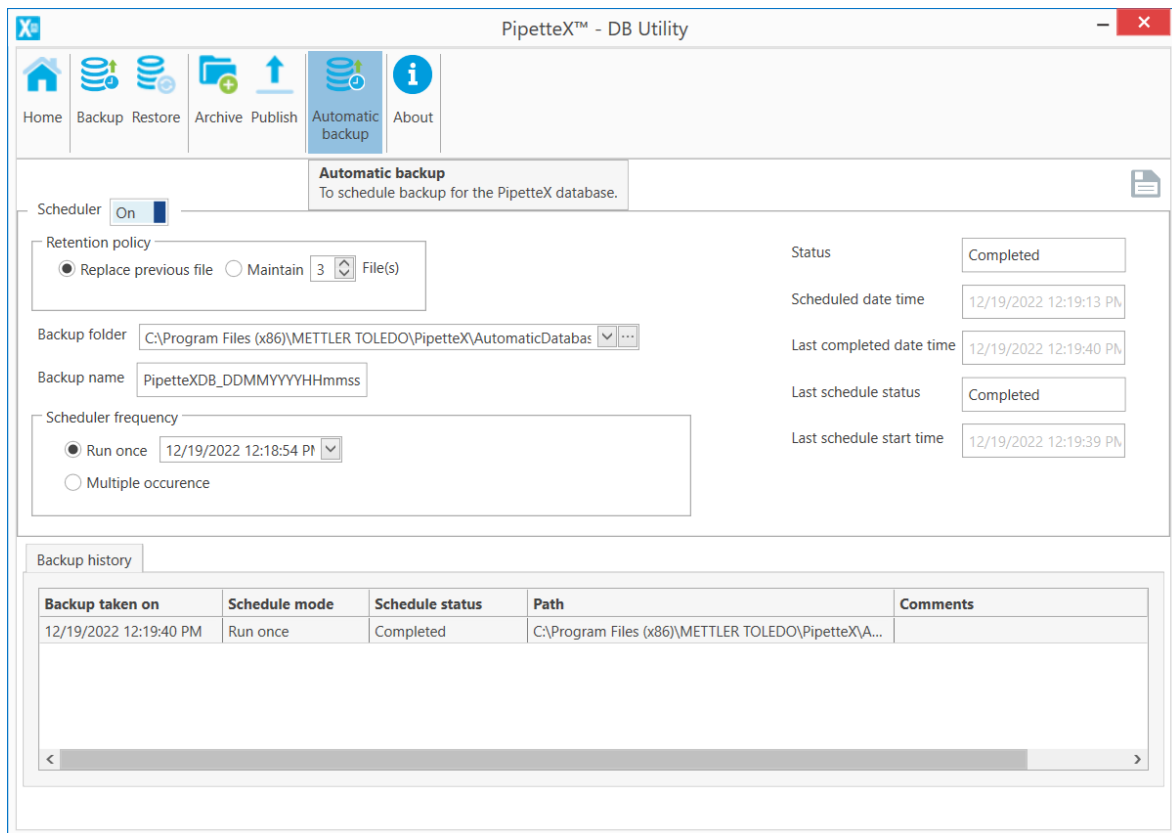 PipetteX™ - DB Utility
Home Backup Restore Archive Publish Automatic backup About
Automatic backup
To schedule backup for the PipetteX database.
Scheduler On
Retention policy
Replace previous file Maintain 3 File(s)
Backup folder C:\Program Files (x86)\METTLER TOLEDO\PipetteX\AutomaticDatabas
Backup name PipetteXDB_DDMMYYYYHHmmss
Scheduler frequency
Run once 12/19/2022 12:18:54 PM
Multiple occurence
Status Completed
Scheduled date time 12/19/2022 12:19:13 PM
Last completed date time 12/19/2022 12:19:40 PM
Last schedule status Completed
Last schedule start time 12/19/2022 12:19:39 PM
Backup history
Backup taken on Schedule mode Schedule status Path Comments
12/19/2022 12:19:40 PM Run once Completed C:\Program Files (x86)\METTLER TOLEDO\PipetteX\A...